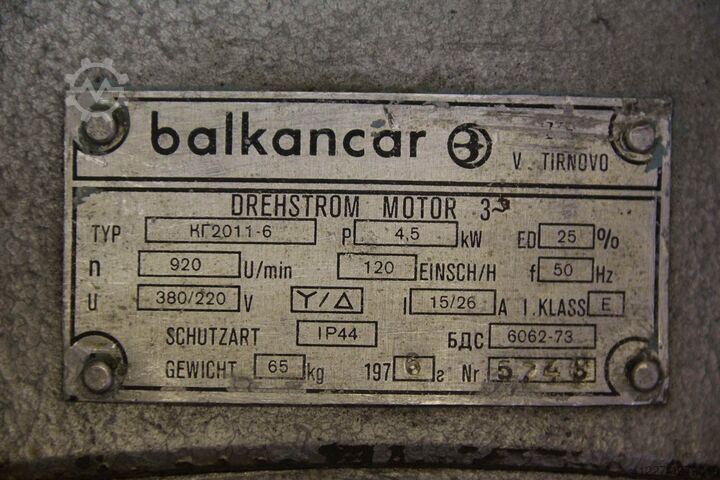 balkancar
V. TIRNOVO
DREHSTROM MOTOR 3~
TYP КГ2011-6 P 4,5 kW ED 25 %
n 920 U/min 120 EINSCH/H f 50 Hz
U 380/220 V Y/Δ I 15/26 A I.KLASS E
SCHUTZART IP44 БДС 6062-73
GEWICHT 65 kg 1976 г Nr 5248